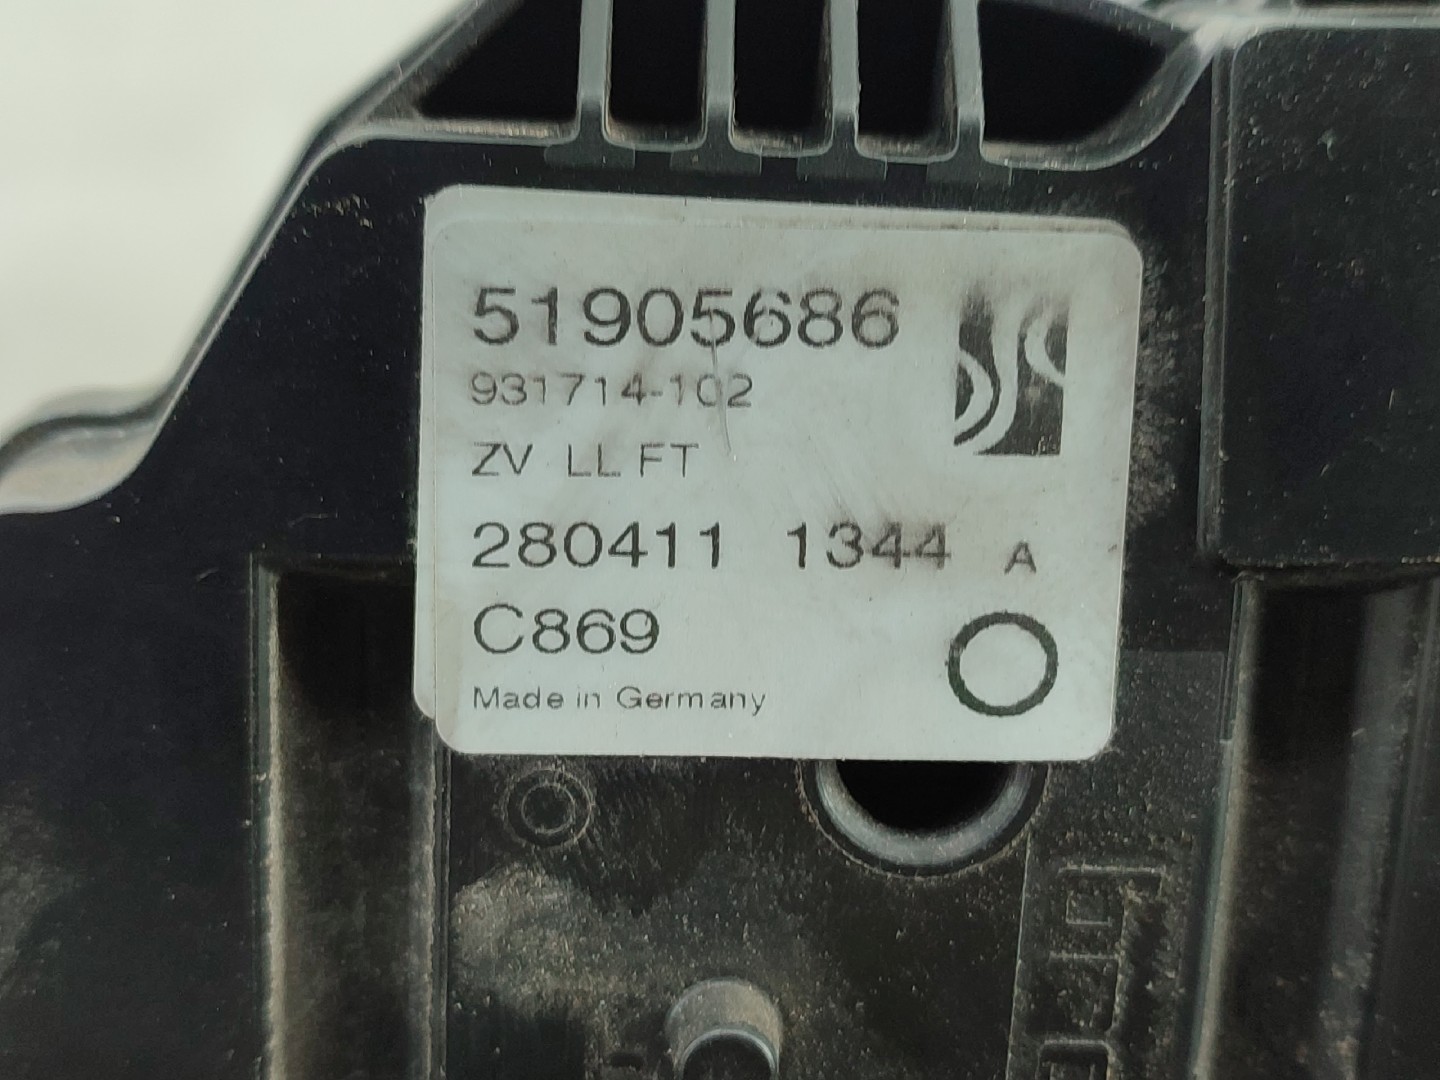 51905686
931714-102
ZV LL FT
280411 1344 A
C869
Made in Germany